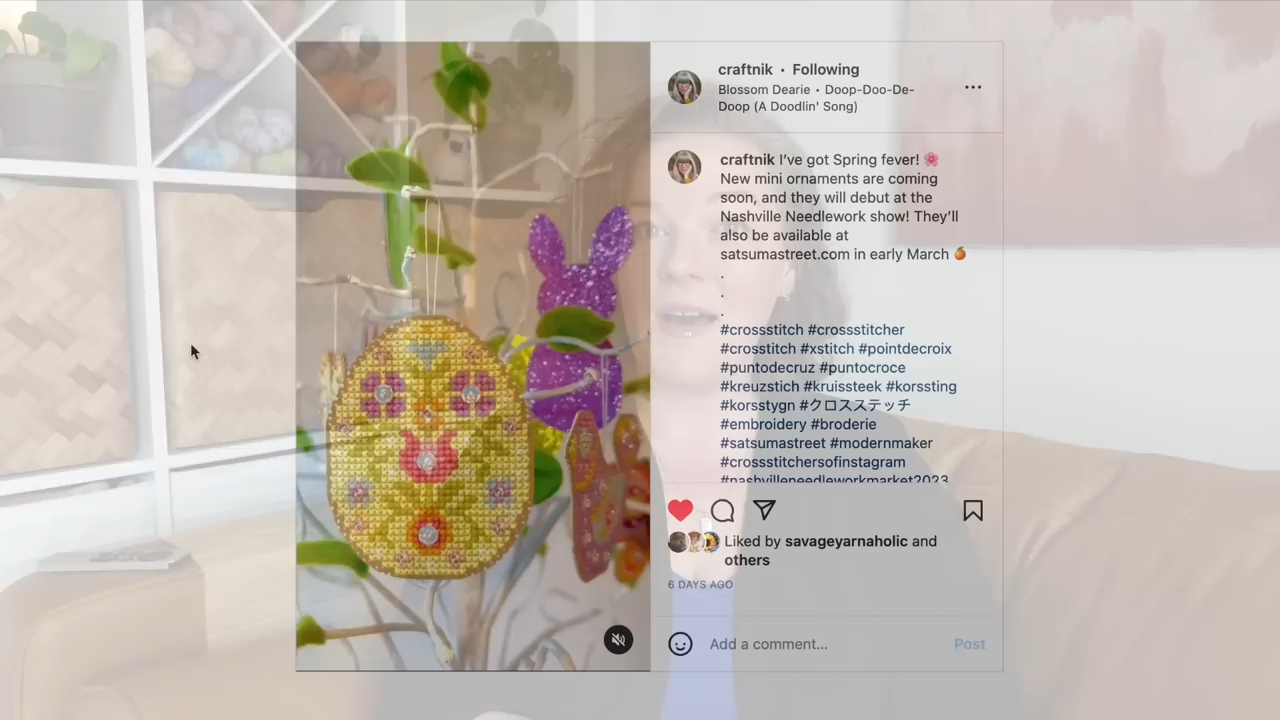 craftnik • Following
Blossom Dearie • Doop-Doo-De-
Doop (A Doodlin' Song)
craftnik I've got Spring fever! 🌸
New mini ornaments are coming
soon, and they will debut at the
Nashville Needlework show! They'll
also be available at
satsumastreet.com in early March 🍊
.
.
.
#crossstitch #crossstitcher
#crosstitch #xstitch #pointdecroix
#puntodecruz #puntocroce
#kreuzstich #kruissteek #korssting
#korsstygn #クロスステッチ
#embroidery #broderie
#satsumastreet #modernmaker
#crossstitchersofinstagram
#nashvilleneedleworkmarket2023
Liked by savageyarnaholic and
others
6 DAYS AGO
Add a comment...
Post